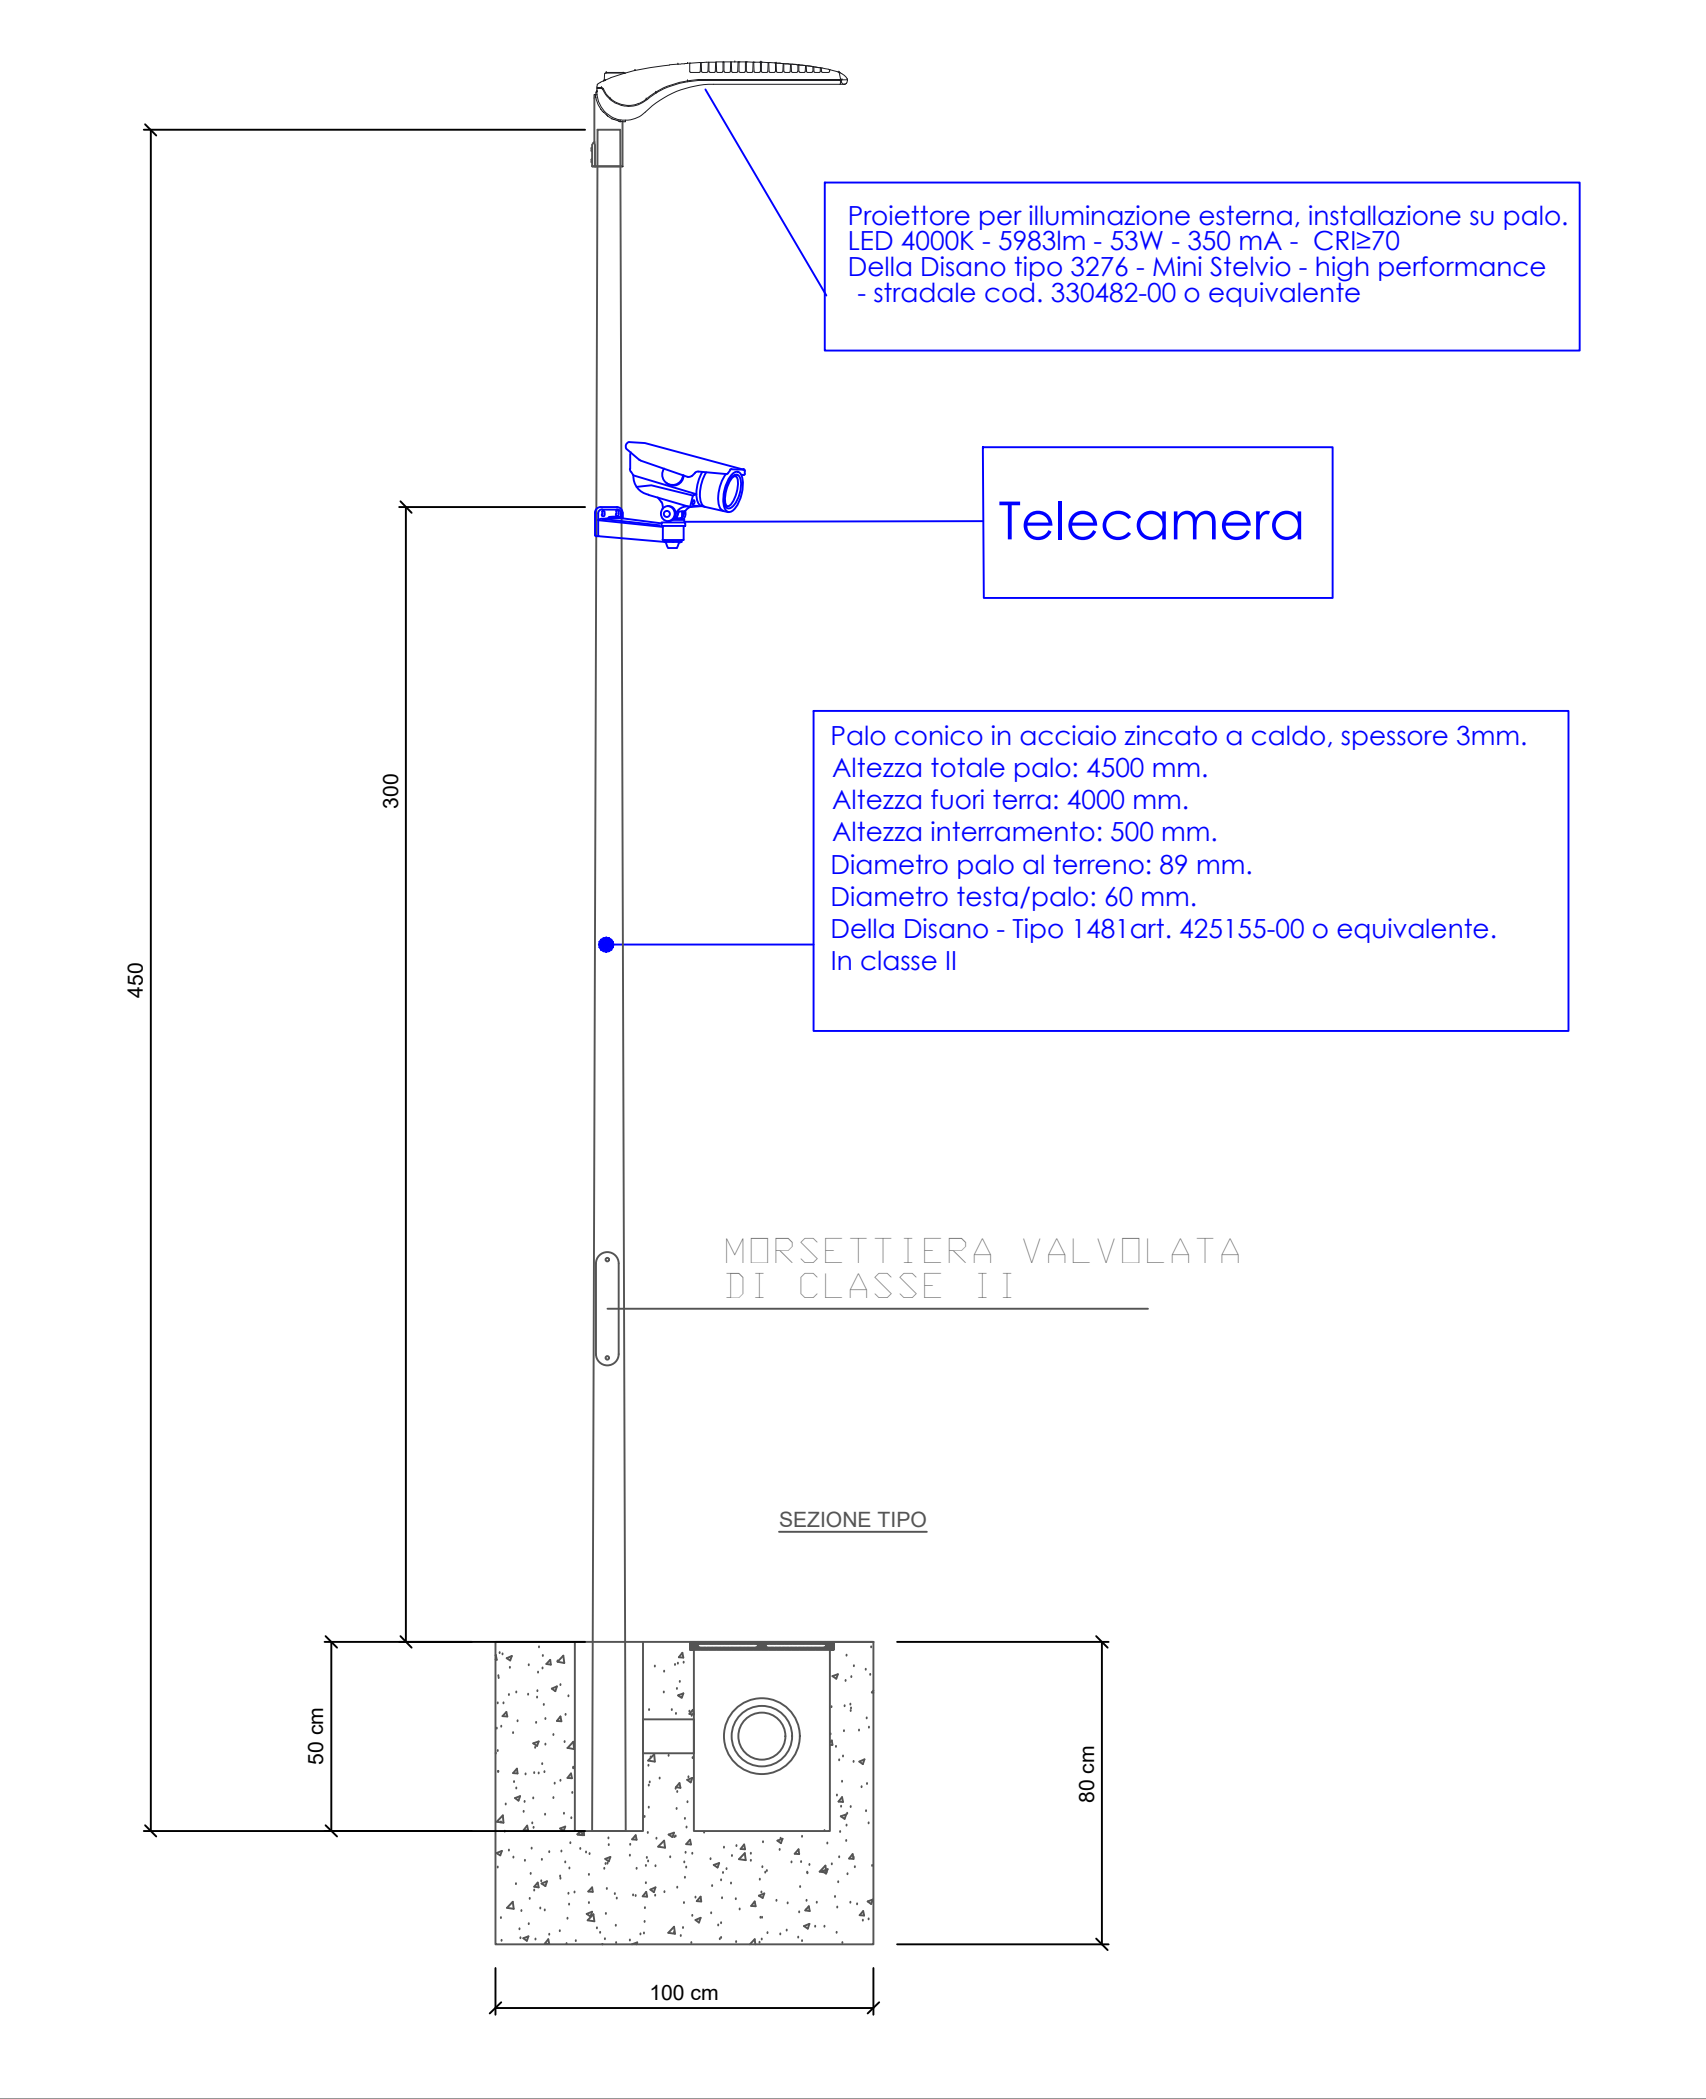 Proiettore per illuminazione esterna, installazione su palo.
LED 4000K - 5983lm - 53W - 350 mA - CRI≥70
Della Disano tipo 3276 - Mini Stelvio - high performance
- stradale cod. 330482-00 o equivalente
Telecamera
300
Palo conico in acciaio zincato a caldo, spessore 3mm.
Altezza totale palo: 4500 mm.
Altezza fuori terra: 4000 mm.
Altezza interramento: 500 mm.
Diametro palo al terreno: 89 mm.
Diametro testa/palo: 60 mm.
Della Disano - Tipo 1481art. 425155-00 o equivalente.
In classe II
450
MORSETTIERA VALVOLATA
DI CLASSE II
SEZIONE TIPO
50 cm
80 cm
100 cm